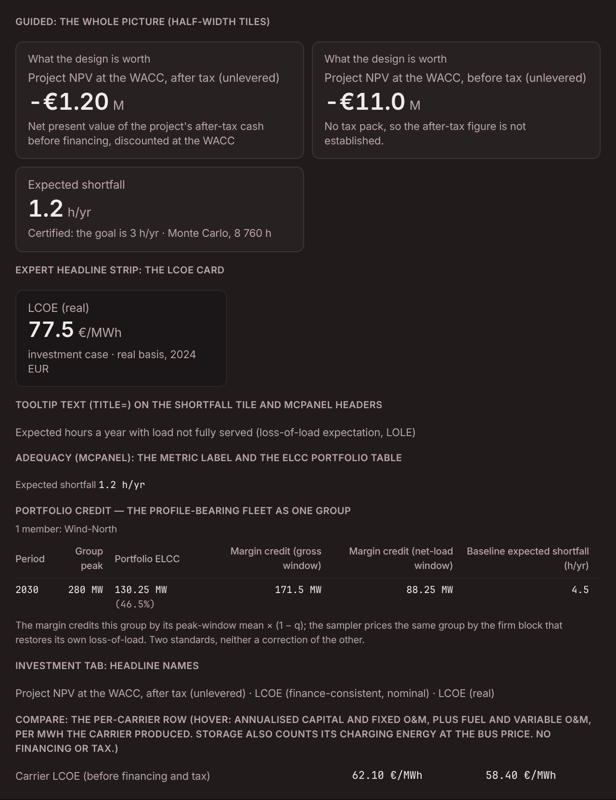 GUIDED: THE WHOLE PICTURE (HALF-WIDTH TILES)
What the design is worth
Project NPV at the WACC, after tax (unlevered)
-€1.20 M
Net present value of the project's after-tax cash
before financing, discounted at the WACC
What the design is worth
Project NPV at the WACC, before tax (unlevered)
-€11.0 M
No tax pack, so the after-tax figure is not
established.
Expected shortfall
1.2 h/yr
Certified: the goal is 3 h/yr · Monte Carlo, 8 760 h
EXPERT HEADLINE STRIP: THE LCOE CARD
LCOE (real)
77.5 €/MWh
investment case · real basis, 2024
EUR
TOOLTIP TEXT (TITLE=) ON THE SHORTFALL TILE AND MCPANEL HEADERS
Expected hours a year with load not fully served (loss-of-load expectation, LOLE)
ADEQUACY (MCPANEL): THE METRIC LABEL AND THE ELCC PORTFOLIO TABLE
Expected shortfall 1.2 h/yr
PORTFOLIO CREDIT — THE PROFILE-BEARING FLEET AS ONE GROUP
1 member: Wind-North
Period Group peak Portfolio ELCC Margin credit (gross window) Margin credit (net-load window) Baseline expected shortfall (h/yr)
2030 280 MW 130.25 MW (46.5%) 171.5 MW 88.25 MW 4.5
The margin credits this group by its peak-window mean × (1 − q); the sampler prices the same group by the firm block that
restores its own loss-of-load. Two standards, neither a correction of the other.
INVESTMENT TAB: HEADLINE NAMES
Project NPV at the WACC, after tax (unlevered) · LCOE (finance-consistent, nominal) · LCOE (real)
COMPARE: THE PER-CARRIER ROW (HOVER: ANNUALISED CAPITAL AND FIXED O&M, PLUS FUEL AND VARIABLE O&M,
PER MWH THE CARRIER PRODUCED. STORAGE ALSO COUNTS ITS CHARGING ENERGY AT THE BUS PRICE. NO
FINANCING OR TAX.)
Carrier LCOE (before financing and tax) 62.10 €/MWh 58.40 €/MWh